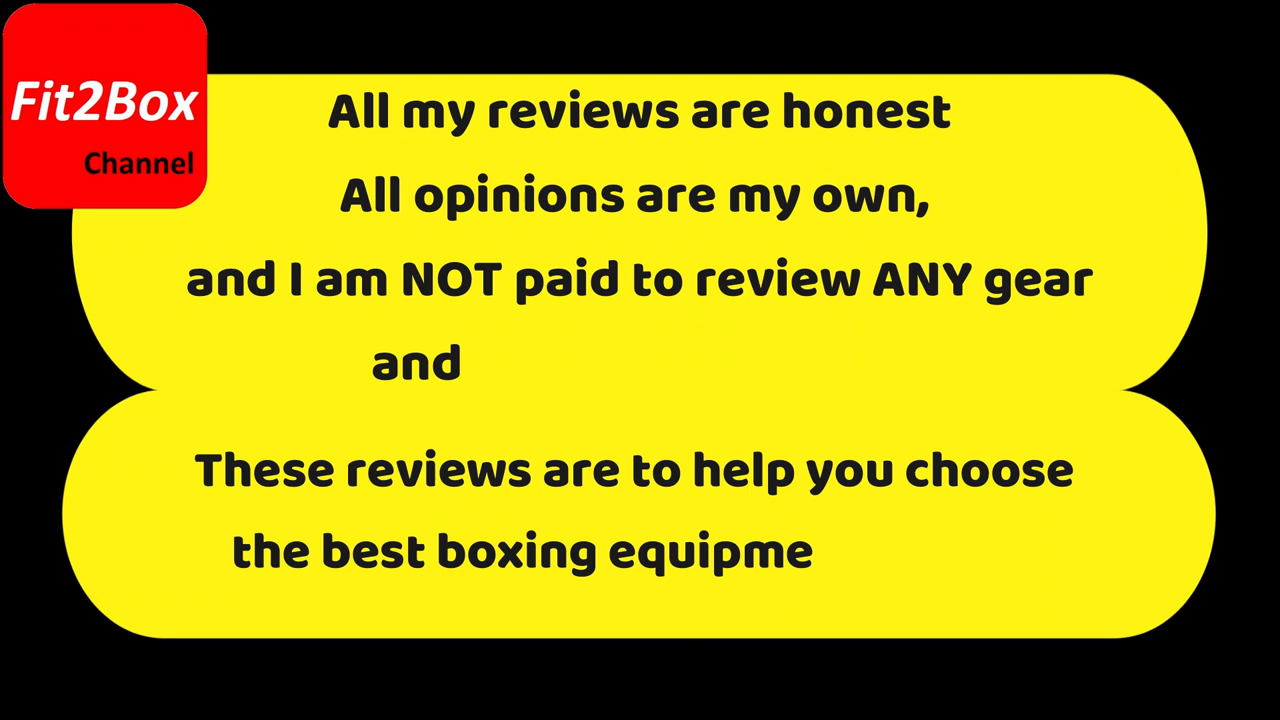 Fit2Box
Channel
All my reviews are honest
All opinions are my own,
and I am NOT paid to review ANY gear
and
These reviews are to help you choose
the best boxing equipme